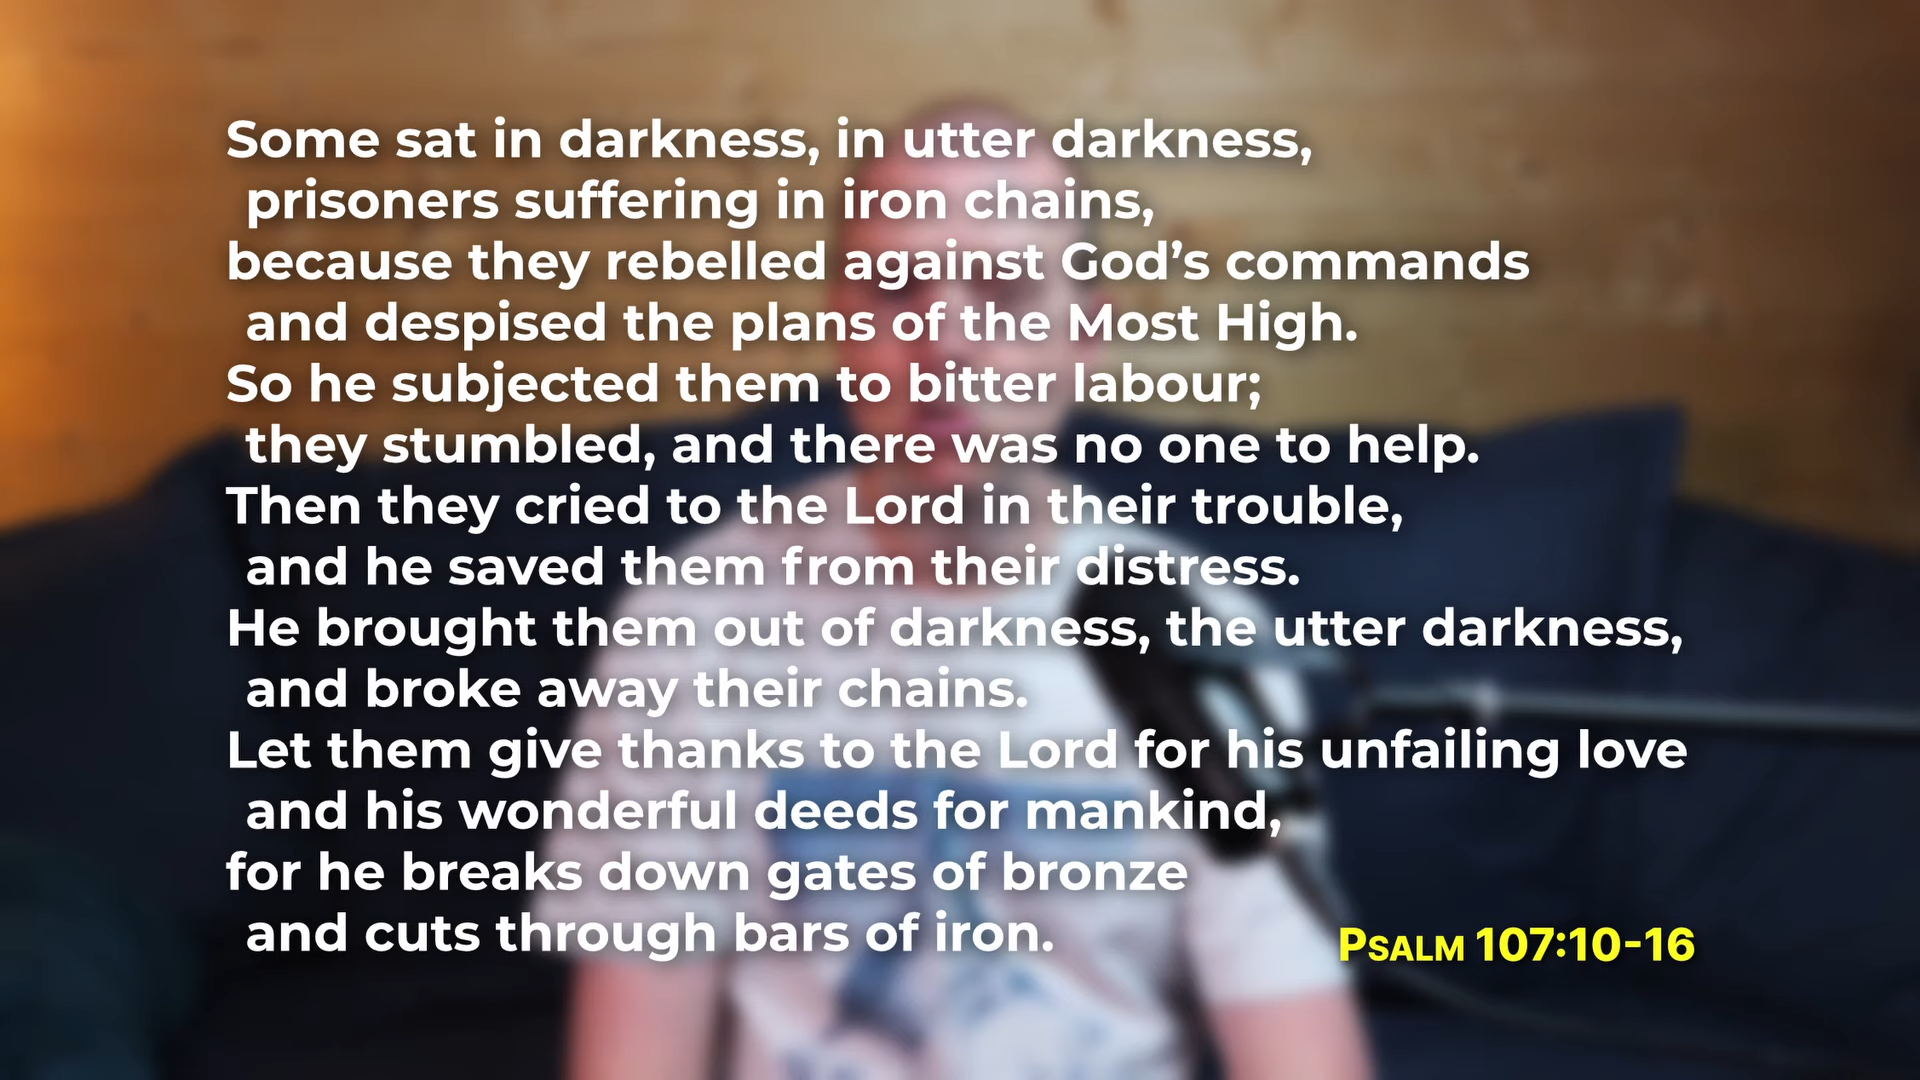 Some sat in darkness, in utter darkness,
prisoners suffering in iron chains,
because they rebelled against God’s commands
and despised the plans of the Most High.
So he subjected them to bitter labour;
they stumbled, and there was no one to help.
Then they cried to the Lord in their trouble,
and he saved them from their distress.
He brought them out of darkness, the utter darkness,
and broke away their chains.
Let them give thanks to the Lord for his unfailing love
and his wonderful deeds for mankind,
for he breaks down gates of bronze
and cuts through bars of iron.
Psalm 107:10-16